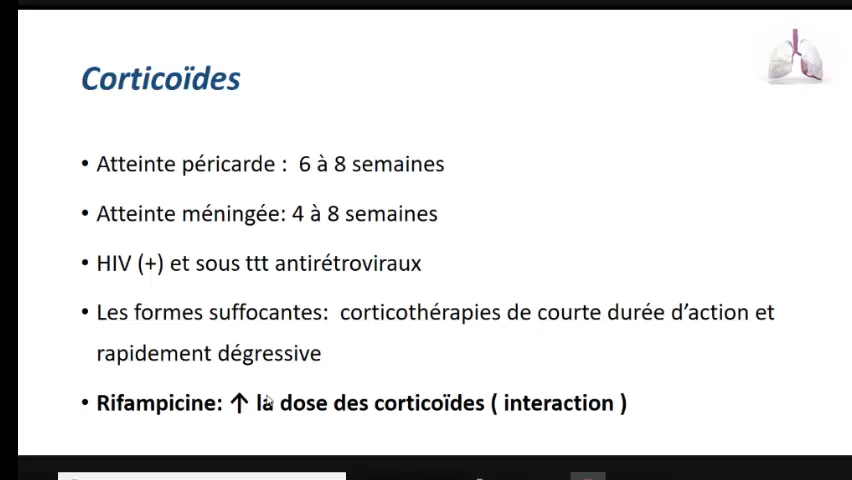 Corticoïdes
• Atteinte péricarde :  6 à 8 semaines
• Atteinte méningée: 4 à 8 semaines
• HIV (+) et sous ttt antirétroviraux
• Les formes suffocantes:  corticothérapies de courte durée d’action et
rapidement dégressive
• Rifampicine: ↑ la dose des corticoïdes ( interaction )